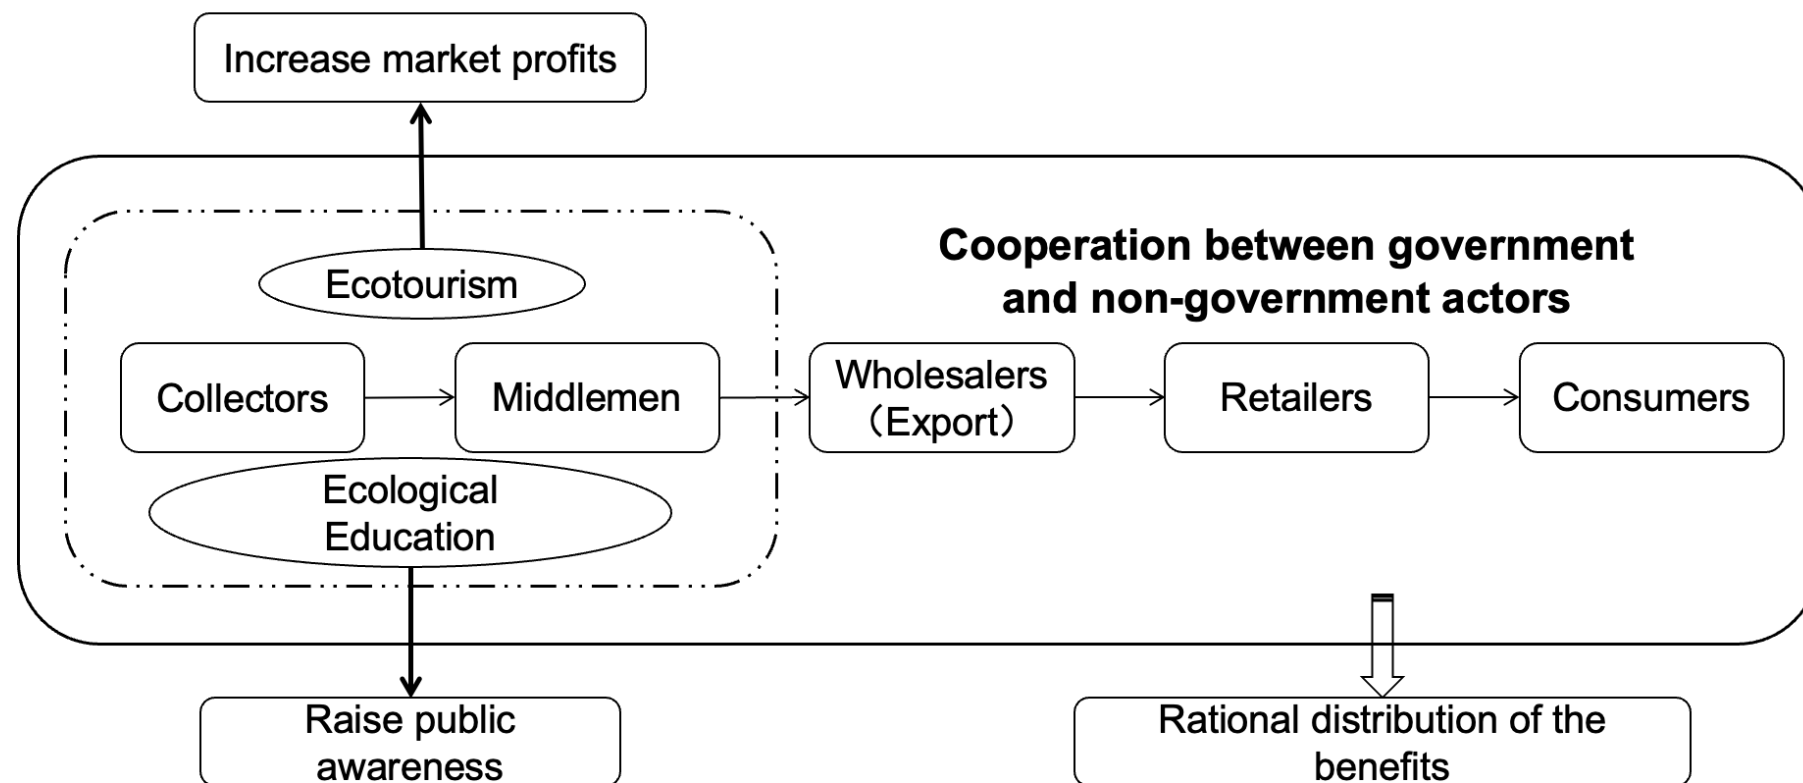 Increase market profits
Cooperation between government
and non-government actors
Ecotourism
Collectors
Middlemen
Wholesalers
（Export）
Retailers
Consumers
Ecological
Education
Raise public
awareness
Rational distribution of the
benefits